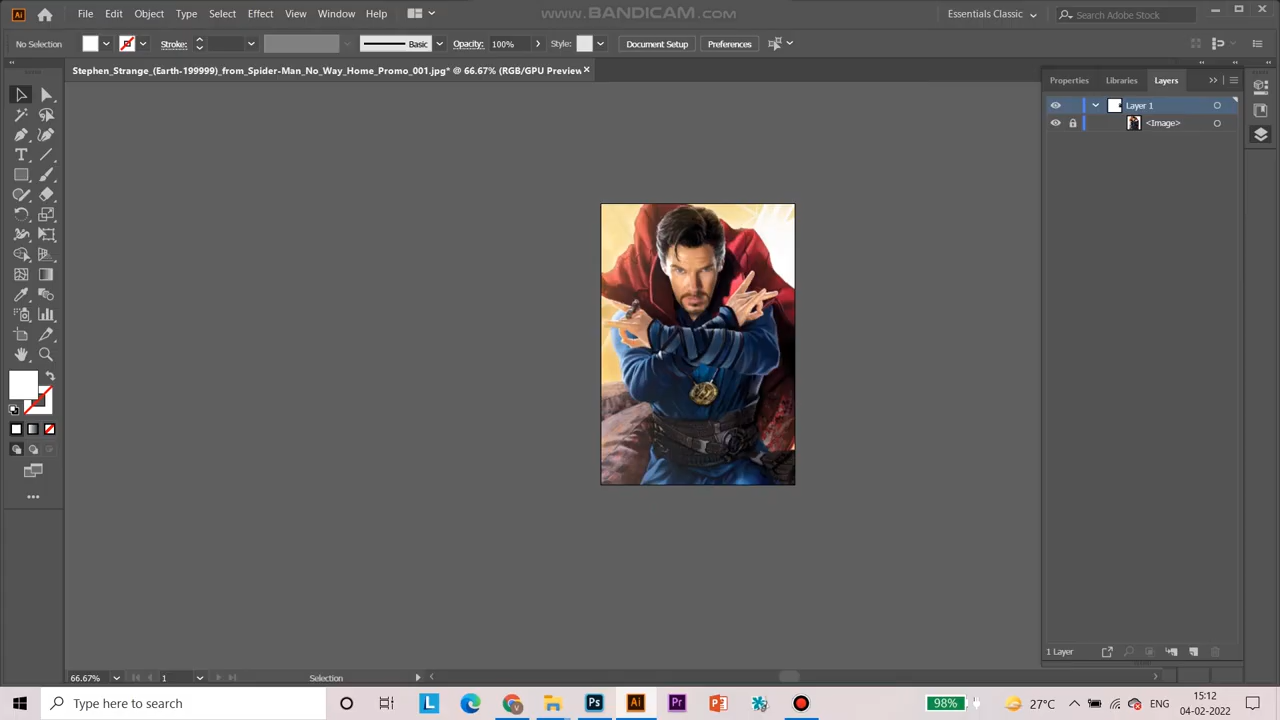 www.BANDICAM.com
File Edit Object Type Select Effect View Window Help
Essentials Classic
Search Adobe Stock
No Selection
Stroke:
Basic
Opacity: 100%
Style:
Document Setup
Preferences
Stephen_Strange_(Earth-199999)_from_Spider-Man_No_Way_Home_Promo_001.jpg* @ 66.67% (RGB/GPU Preview)
Properties Libraries Layers
Layer 1
<Image>
1 Layer
66.67% 1 Selection
Type here to search
98%
27°C
ENG
15:12
04-02-2022